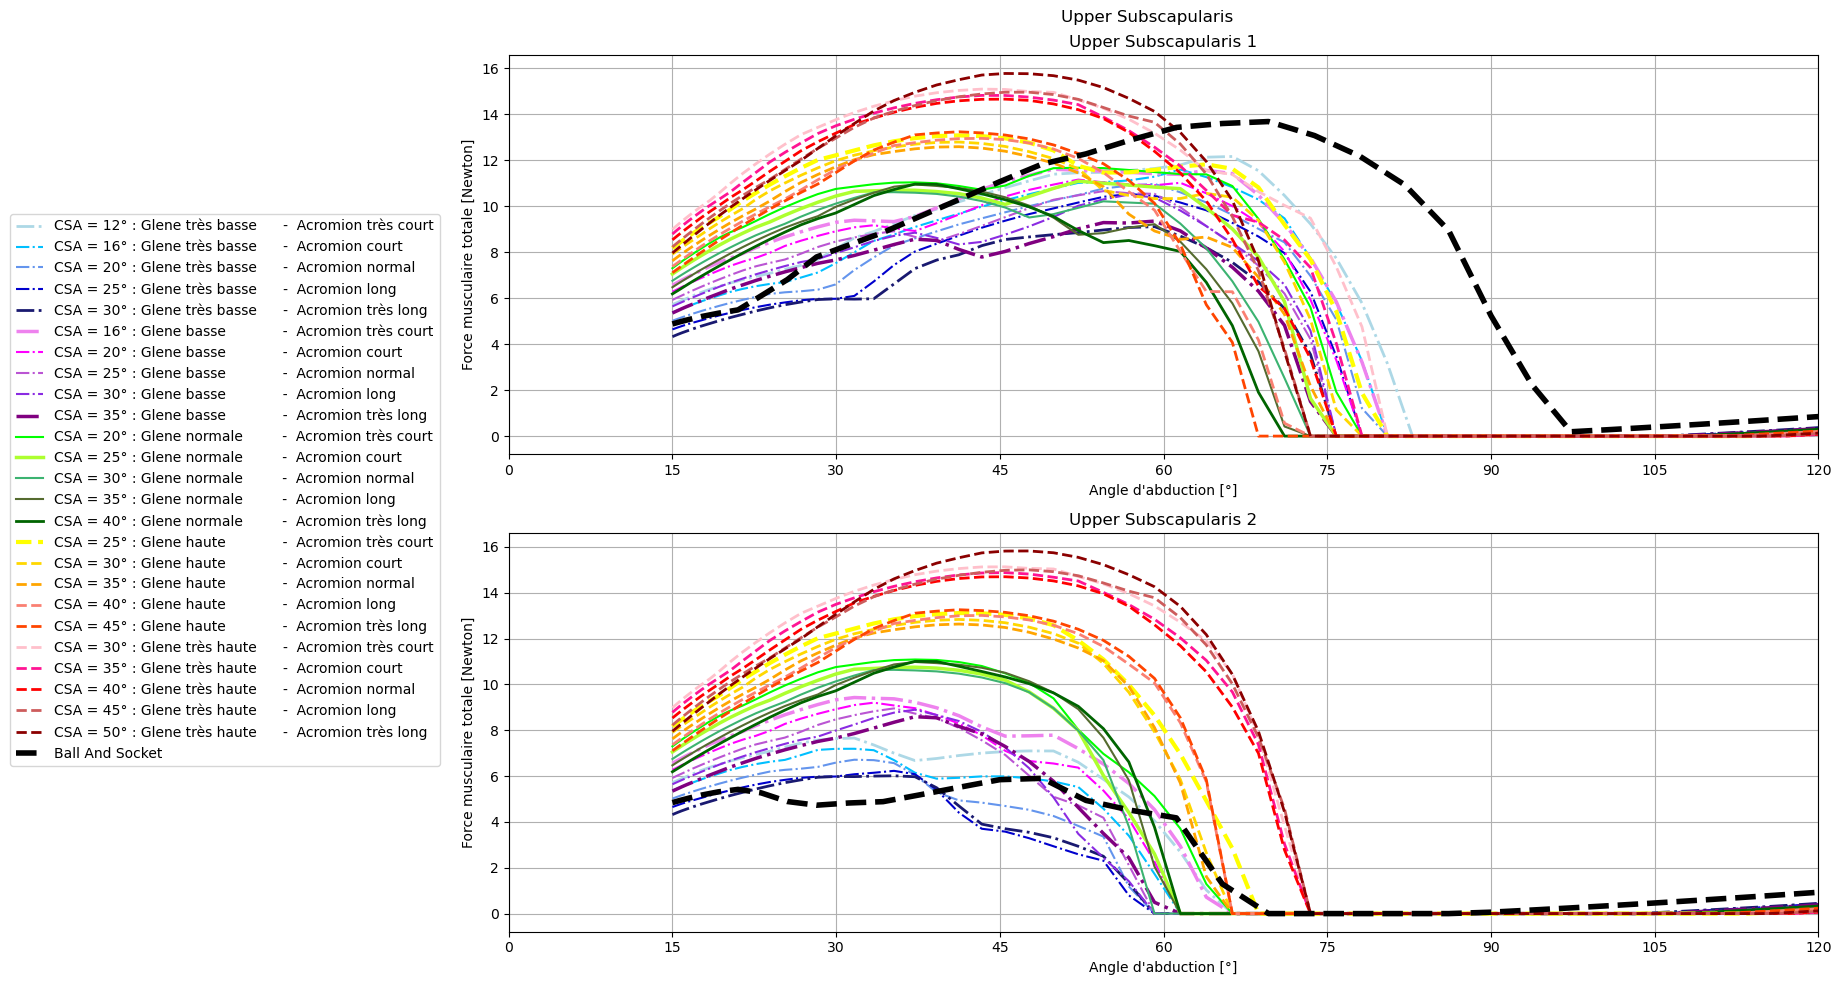 Upper Subscapularis
Upper Subscapularis 1
16
14
12
10
8
6
4
2
0
Force musculaire totale [Newton]
0 15 30 45 60 75 90 105 120
Angle d'abduction [°]
CSA = 12° : Glene très basse - Acromion très court
CSA = 16° : Glene très basse - Acromion court
CSA = 20° : Glene très basse - Acromion normal
CSA = 25° : Glene très basse - Acromion long
CSA = 30° : Glene très basse - Acromion très long
CSA = 16° : Glene basse - Acromion très court
CSA = 20° : Glene basse - Acromion court
CSA = 25° : Glene basse - Acromion normal
CSA = 30° : Glene basse - Acromion long
CSA = 35° : Glene basse - Acromion très long
CSA = 20° : Glene normale - Acromion très court
CSA = 25° : Glene normale - Acromion court
CSA = 30° : Glene normale - Acromion normal
CSA = 35° : Glene normale - Acromion long
CSA = 40° : Glene normale - Acromion très long
CSA = 25° : Glene haute - Acromion très court
CSA = 30° : Glene haute - Acromion court
CSA = 35° : Glene haute - Acromion normal
CSA = 40° : Glene haute - Acromion long
CSA = 45° : Glene haute - Acromion très long
CSA = 30° : Glene très haute - Acromion très court
CSA = 35° : Glene très haute - Acromion court
CSA = 40° : Glene très haute - Acromion normal
CSA = 45° : Glene très haute - Acromion long
CSA = 50° : Glene très haute - Acromion très long
Ball And Socket
Upper Subscapularis 2
16
14
12
10
8
6
4
2
0
Force musculaire totale [Newton]
0 15 30 45 60 75 90 105 120
Angle d'abduction [°]